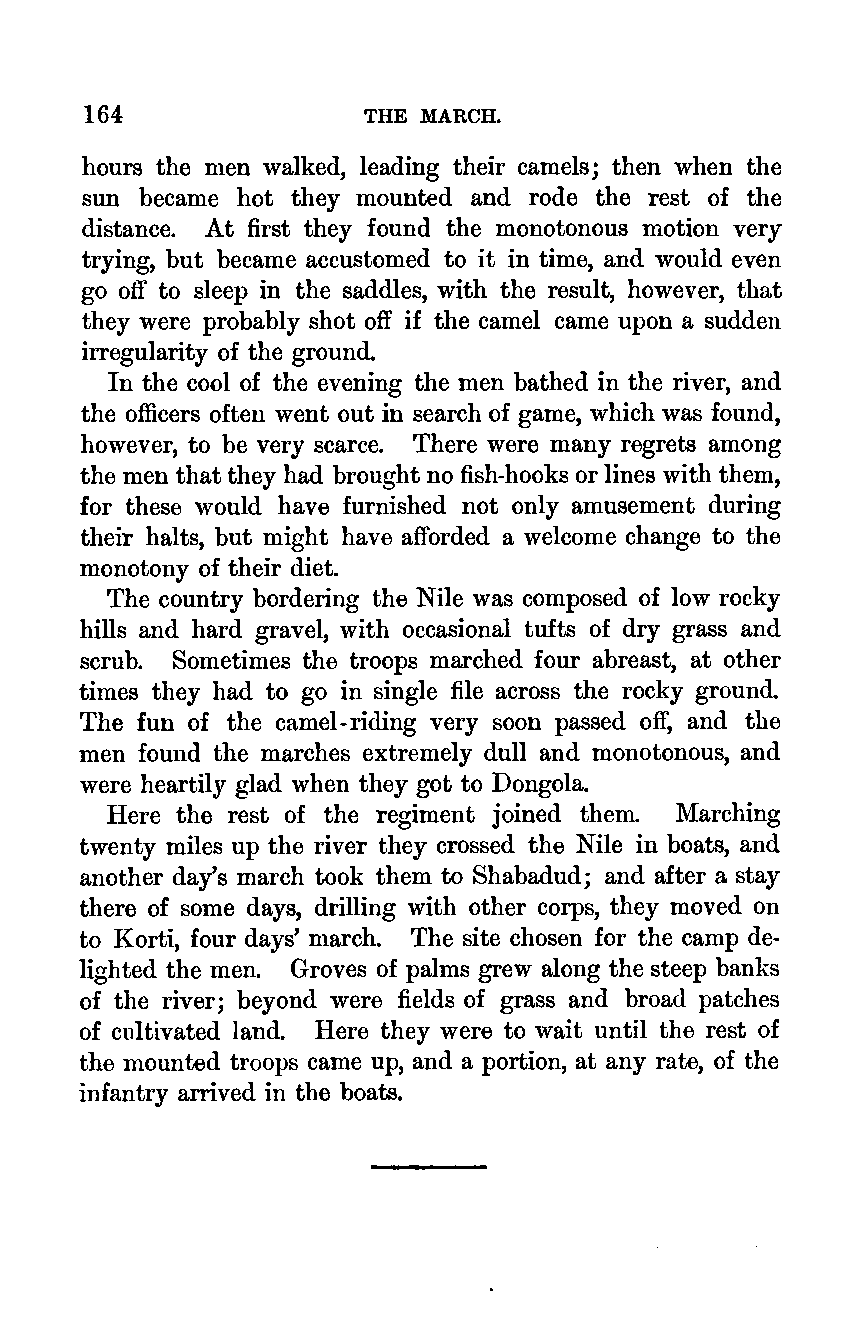 164 THE MARCH.
hours the men walked, leading their camels; then when the
sun became hot they mounted and rode the rest of the
distance. At first they found the monotonous motion very
trying, but became accustomed to it in time, and would even
go off to sleep in the saddles, with the result, however, that
they were probably shot off if the camel came upon a sudden
irregularity of the ground.
In the cool of the evening the men bathed in the river, and
the officers often went out in search of game, which was found,
however, to be very scarce. There were many regrets among
the men that they had brought no fish-hooks or lines with them,
for these would have furnished not only amusement during
their halts, but might have afforded a welcome change to the
monotony of their diet.
The country bordering the Nile was composed of low rocky
hills and hard gravel, with occasional tufts of dry grass and
scrub. Sometimes the troops marched four abreast, at other
times they had to go in single file across the rocky ground.
The fun of the camel-riding very soon passed off, and the
men found the marches extremely dull and monotonous, and
were heartily glad when they got to Dongola.
Here the rest of the regiment joined them. Marching
twenty miles up the river they crossed the Nile in boats, and
another day's march took them to Shabadud; and after a stay
there of some days, drilling with other corps, they moved on
to Korti, four days' march. The site chosen for the camp de-
lighted the men. Groves of palms grew along the steep banks
of the river; beyond were fields of grass and broad patches
of cultivated land. Here they were to wait until the rest of
the mounted troops came up, and a portion, at any rate, of the
infantry arrived in the boats.